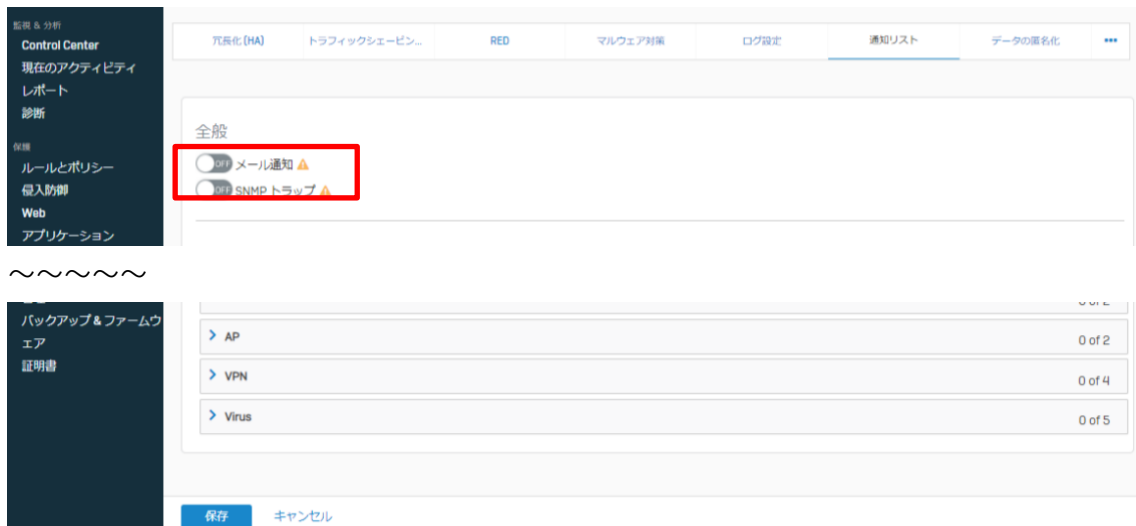 監視 & 分析
Control Center
現在のアクティビティ
レポート
診断
保護
ルールとポリシー
侵入防御
Web
アプリケーション
冗長化 (HA)
トラフィックシェーピン...
RED
マルウェア対策
ログ設定
通知リスト
データの匿名化
•••
全般
OFF メール通知
OFF SNMP トラップ
～～～～～
バックアップ & ファームウ
ェア
証明書
AP 0 of 2
VPN 0 of 4
Virus 0 of 5
保存 キャンセル